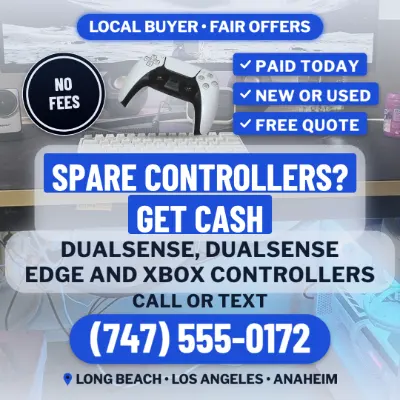 LOCAL BUYER • FAIR OFFERS
NO
FEES
✓ PAID TODAY
✓ NEW OR USED
✓ FREE QUOTE
SPARE CONTROLLERS?
GET CASH
DUALSENSE, DUALSENSE
EDGE AND XBOX CONTROLLERS
CALL OR TEXT
(747) 555-0172
LONG BEACH • LOS ANGELES • ANAHEIM